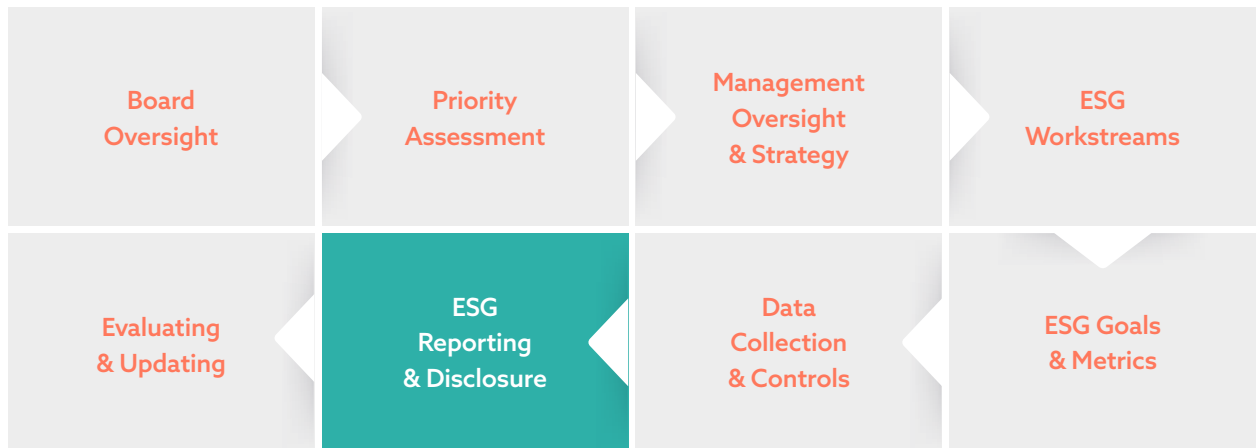 Board
Oversight
Priority
Assessment
Management
Oversight
& Strategy
ESG
Workstreams
Evaluating
& Updating
ESG
Reporting
& Disclosure
Data
Collection
& Controls
ESG Goals
& Metrics